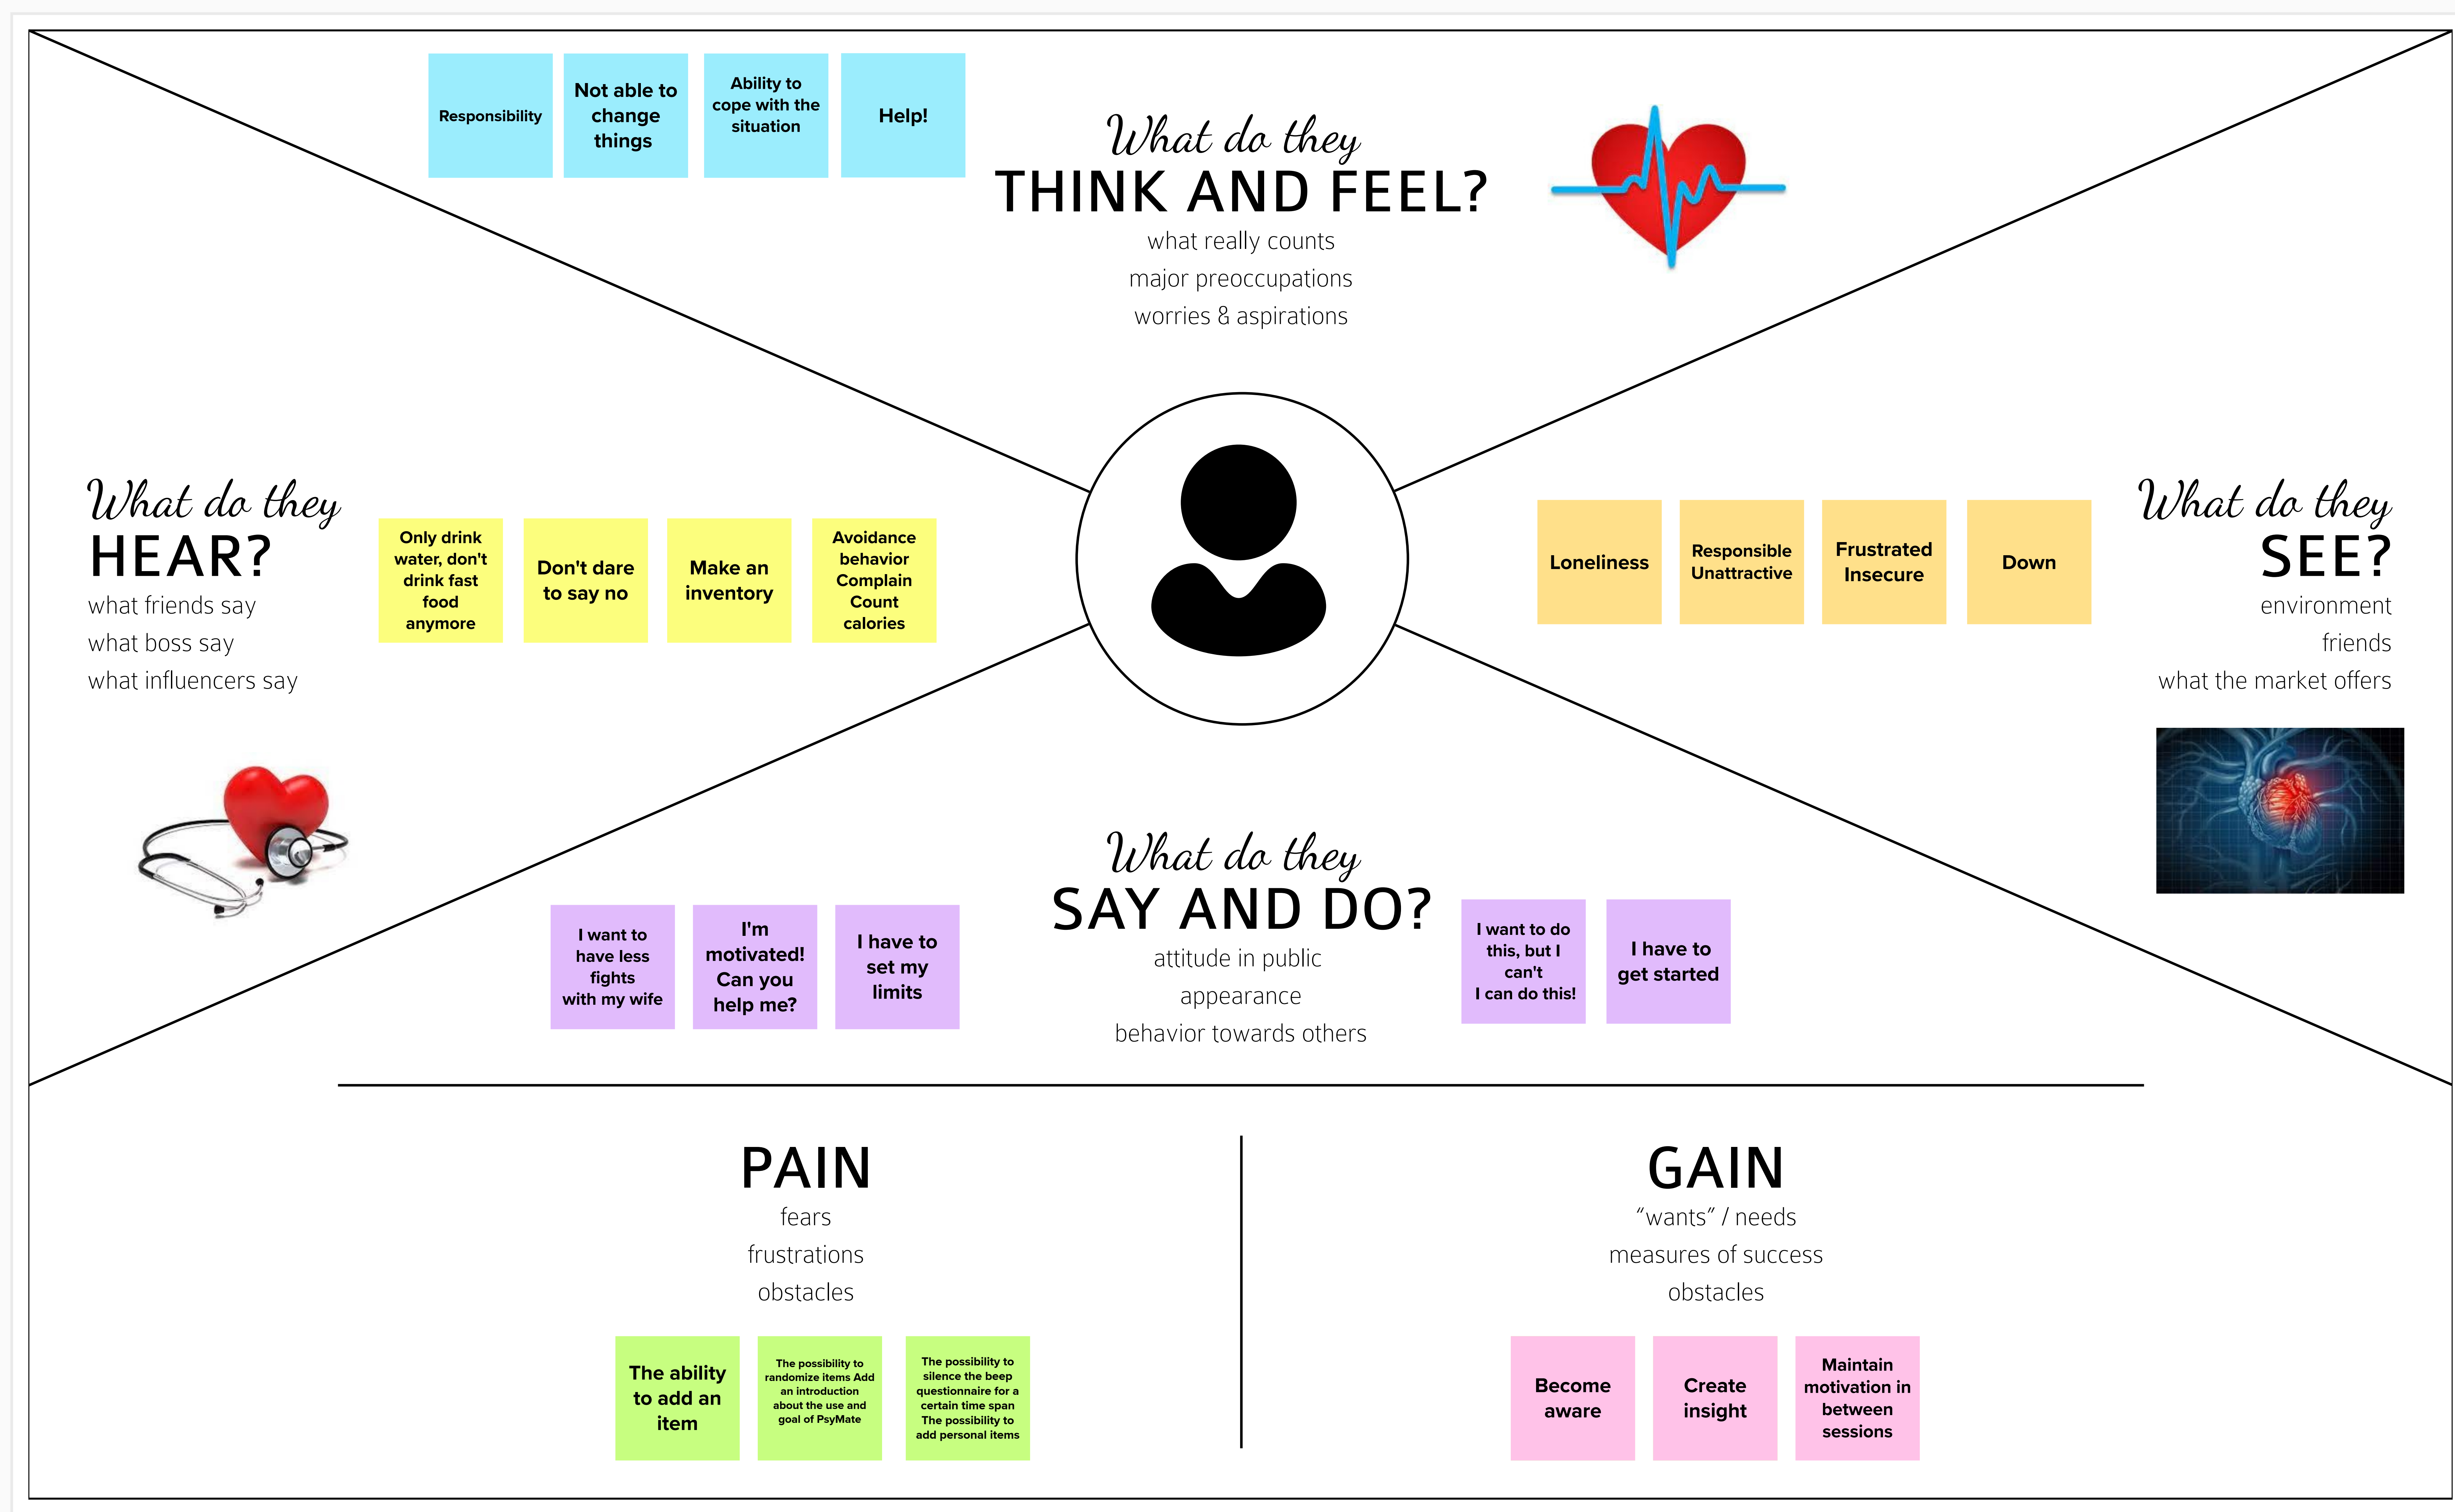 Responsibility
Not able to
change
things
Ability to
cope with the
situation
Help!
What do they
THINK AND FEEL?
what really counts
major preoccupations
worries & aspirations
What do they
HEAR?
what friends say
what boss say
what influencers say
Only drink
water, don't
drink fast
food
anymore
Don't dare
to say no
Make an
inventory
Avoidance
behavior
Complain
Count
calories
Loneliness
Responsible
Unattractive
Frustrated
Insecure
Down
What do they
SEE?
environment
friends
what the market offers
What do they
SAY AND DO?
attitude in public
appearance
behavior towards others
I want to
have less
fights
with my wife
I'm
motivated!
Can you
help me?
I have to
set my
limits
I want to do
this, but I
can't
I can do this!
I have to
get started
PAIN
fears
frustrations
obstacles
The ability
to add an
item
The possibility to
randomize items Add
an introduction
about the use and
goal of PsyMate
The possibility to
silence the beep
questionnaire for a
certain time span
The possibility to
add personal items
GAIN
“wants” / needs
measures of success
obstacles
Become
aware
Create
insight
Maintain
motivation in
between
sessions